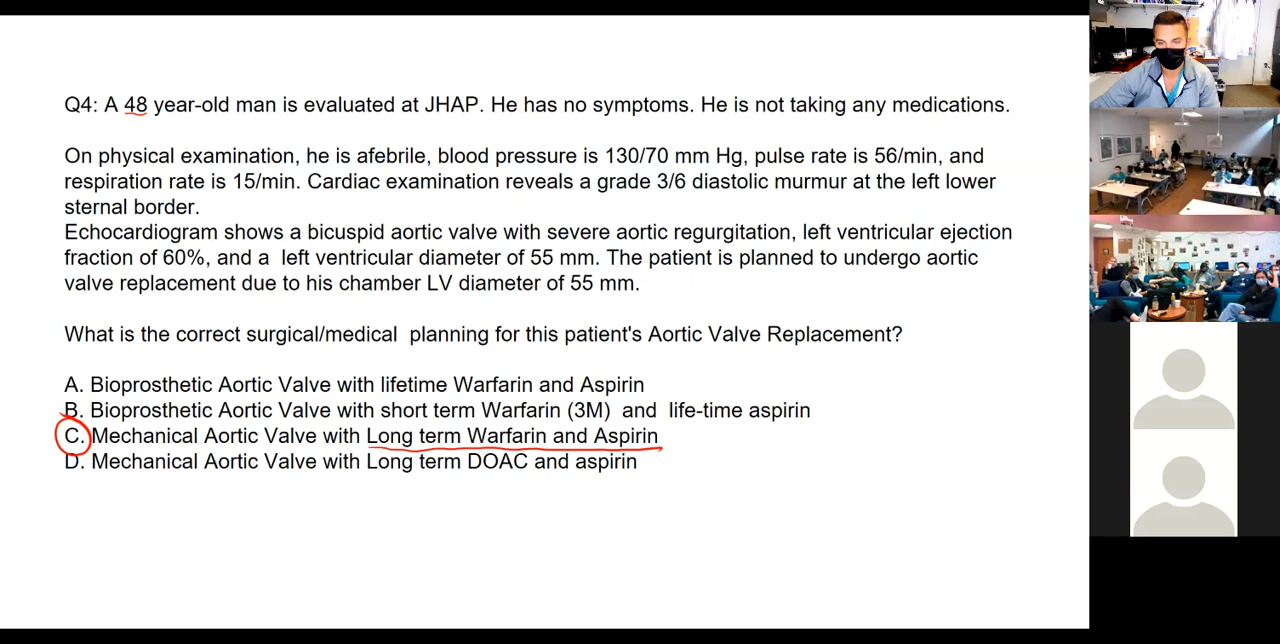 Q4: A 48 year-old man is evaluated at JHAP. He has no symptoms. He is not taking any medications.
On physical examination, he is afebrile, blood pressure is 130/70 mm Hg, pulse rate is 56/min, and
respiration rate is 15/min. Cardiac examination reveals a grade 3/6 diastolic murmur at the left lower
sternal border.
Echocardiogram shows a bicuspid aortic valve with severe aortic regurgitation, left ventricular ejection
fraction of 60%, and a left ventricular diameter of 55 mm. The patient is planned to undergo aortic
valve replacement due to his chamber LV diameter of 55 mm.
What is the correct surgical/medical planning for this patient's Aortic Valve Replacement?
A. Bioprosthetic Aortic Valve with lifetime Warfarin and Aspirin
B. Bioprosthetic Aortic Valve with short term Warfarin (3M) and life-time aspirin
C. Mechanical Aortic Valve with Long term Warfarin and Aspirin
D. Mechanical Aortic Valve with Long term DOAC and aspirin